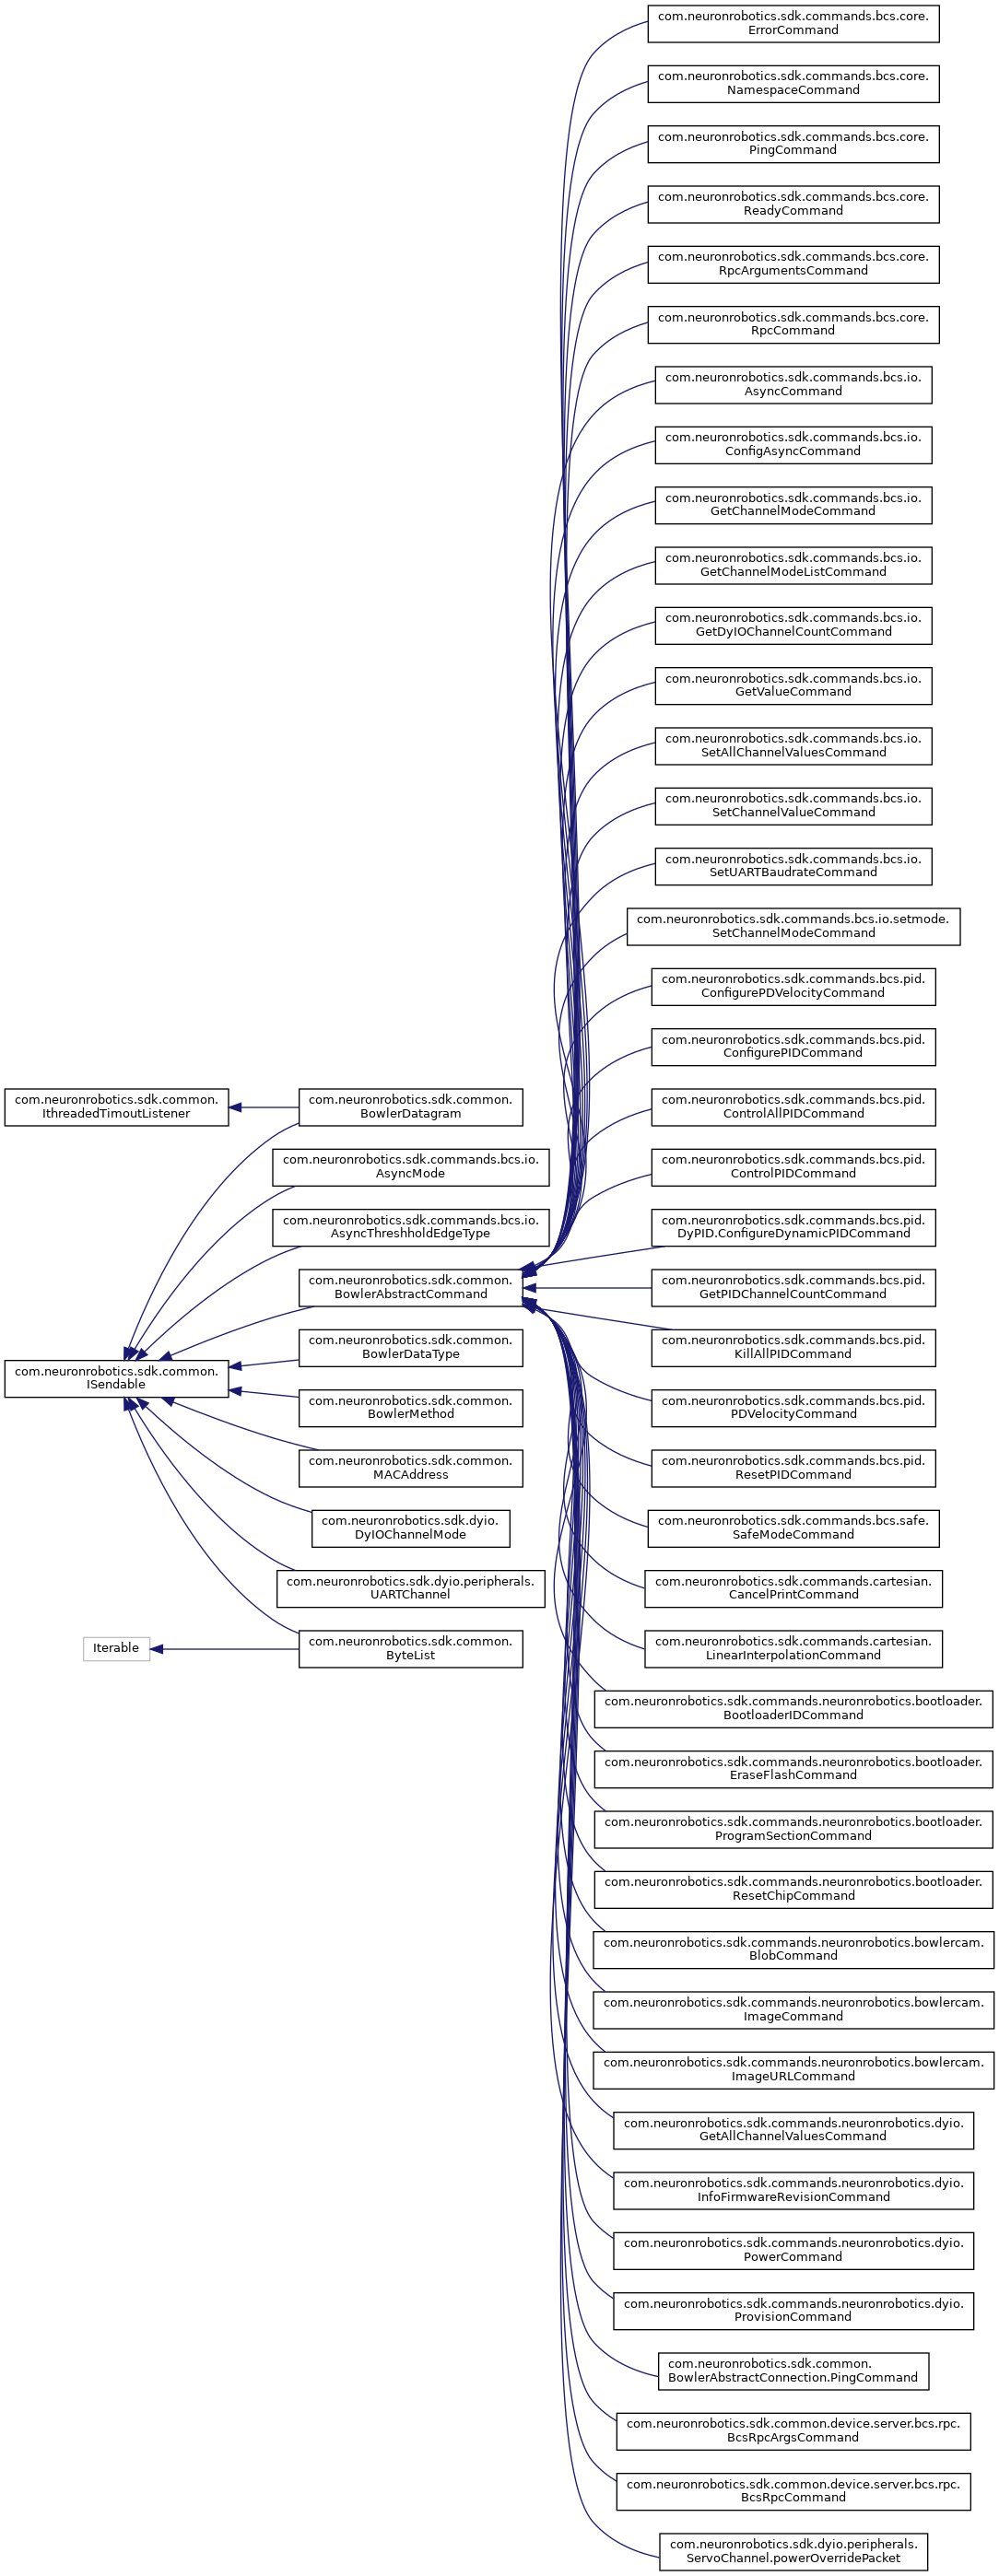 com.neuronrobotics.sdk.common.
IthreadedTimoutListener
com.neuronrobotics.sdk.common.
ISendable
Iterable
com.neuronrobotics.sdk.common.
BowlerDatagram
com.neuronrobotics.sdk.commands.bcs.io.
AsyncMode
com.neuronrobotics.sdk.commands.bcs.io.
AsyncThreshholdEdgeType
com.neuronrobotics.sdk.common.
BowlerAbstractCommand
com.neuronrobotics.sdk.common.
BowlerDataType
com.neuronrobotics.sdk.common.
BowlerMethod
com.neuronrobotics.sdk.common.
MACAddress
com.neuronrobotics.sdk.dyio.
DyIOChannelMode
com.neuronrobotics.sdk.dyio.peripherals.
UARTChannel
com.neuronrobotics.sdk.common.
ByteList
com.neuronrobotics.sdk.commands.bcs.core.
ErrorCommand
com.neuronrobotics.sdk.commands.bcs.core.
NamespaceCommand
com.neuronrobotics.sdk.commands.bcs.core.
PingCommand
com.neuronrobotics.sdk.commands.bcs.core.
ReadyCommand
com.neuronrobotics.sdk.commands.bcs.core.
RpcArgumentsCommand
com.neuronrobotics.sdk.commands.bcs.core.
RpcCommand
com.neuronrobotics.sdk.commands.bcs.io.
AsyncCommand
com.neuronrobotics.sdk.commands.bcs.io.
ConfigAsyncCommand
com.neuronrobotics.sdk.commands.bcs.io.
GetChannelModeCommand
com.neuronrobotics.sdk.commands.bcs.io.
GetChannelModeListCommand
com.neuronrobotics.sdk.commands.bcs.io.
GetDyIOChannelCountCommand
com.neuronrobotics.sdk.commands.bcs.io.
GetValueCommand
com.neuronrobotics.sdk.commands.bcs.io.
SetAllChannelValuesCommand
com.neuronrobotics.sdk.commands.bcs.io.
SetChannelValueCommand
com.neuronrobotics.sdk.commands.bcs.io.
SetUARTBaudrateCommand
com.neuronrobotics.sdk.commands.bcs.io.setmode.
SetChannelModeCommand
com.neuronrobotics.sdk.commands.bcs.pid.
ConfigurePDVelocityCommand
com.neuronrobotics.sdk.commands.bcs.pid.
ConfigurePIDCommand
com.neuronrobotics.sdk.commands.bcs.pid.
ControlAllPIDCommand
com.neuronrobotics.sdk.commands.bcs.pid.
ControlPIDCommand
com.neuronrobotics.sdk.commands.bcs.pid.
DyPID.ConfigureDynamicPIDCommand
com.neuronrobotics.sdk.commands.bcs.pid.
GetPIDChannelCountCommand
com.neuronrobotics.sdk.commands.bcs.pid.
KillAllPIDCommand
com.neuronrobotics.sdk.commands.bcs.pid.
PDVelocityCommand
com.neuronrobotics.sdk.commands.bcs.pid.
ResetPIDCommand
com.neuronrobotics.sdk.commands.bcs.safe.
SafeModeCommand
com.neuronrobotics.sdk.commands.cartesian.
CancelPrintCommand
com.neuronrobotics.sdk.commands.cartesian.
LinearInterpolationCommand
com.neuronrobotics.sdk.commands.neuronrobotics.bootloader.
BootloaderIDCommand
com.neuronrobotics.sdk.commands.neuronrobotics.bootloader.
EraseFlashCommand
com.neuronrobotics.sdk.commands.neuronrobotics.bootloader.
ProgramSectionCommand
com.neuronrobotics.sdk.commands.neuronrobotics.bootloader.
ResetChipCommand
com.neuronrobotics.sdk.commands.neuronrobotics.bowlercam.
BlobCommand
com.neuronrobotics.sdk.commands.neuronrobotics.bowlercam.
ImageCommand
com.neuronrobotics.sdk.commands.neuronrobotics.bowlercam.
ImageURLCommand
com.neuronrobotics.sdk.commands.neuronrobotics.dyio.
GetAllChannelValuesCommand
com.neuronrobotics.sdk.commands.neuronrobotics.dyio.
InfoFirmwareRevisionCommand
com.neuronrobotics.sdk.commands.neuronrobotics.dyio.
PowerCommand
com.neuronrobotics.sdk.commands.neuronrobotics.dyio.
ProvisionCommand
com.neuronrobotics.sdk.common.
BowlerAbstractConnection.PingCommand
com.neuronrobotics.sdk.common.device.server.bcs.rpc.
BcsRpcArgsCommand
com.neuronrobotics.sdk.common.device.server.bcs.rpc.
BcsRpcCommand
com.neuronrobotics.sdk.dyio.peripherals.
ServoChannel.powerOverridePacket